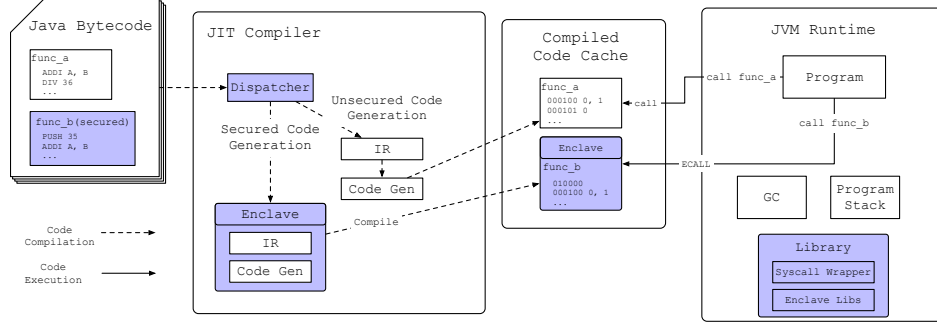 Java Bytecode
func_a
ADDI A, B
DIV 36
...
func_b(secured)
PUSH 35
ADDI A, B
...
Code
Compilation
Code
Execution
JIT Compiler
Dispatcher
Unsecured Code
Generation
Secured Code
Generation
IR
Code Gen
Enclave
IR
Code Gen
Compile
Compiled
Code Cache
func_a
000100 0, 1
000101 0
...
Enclave
func_b
010000
000100 0, 1
...
call
ECALL
JVM Runtime
call func_a
Program
call func_b
GC
Program
Stack
Library
Syscall Wrapper
Enclave Libs